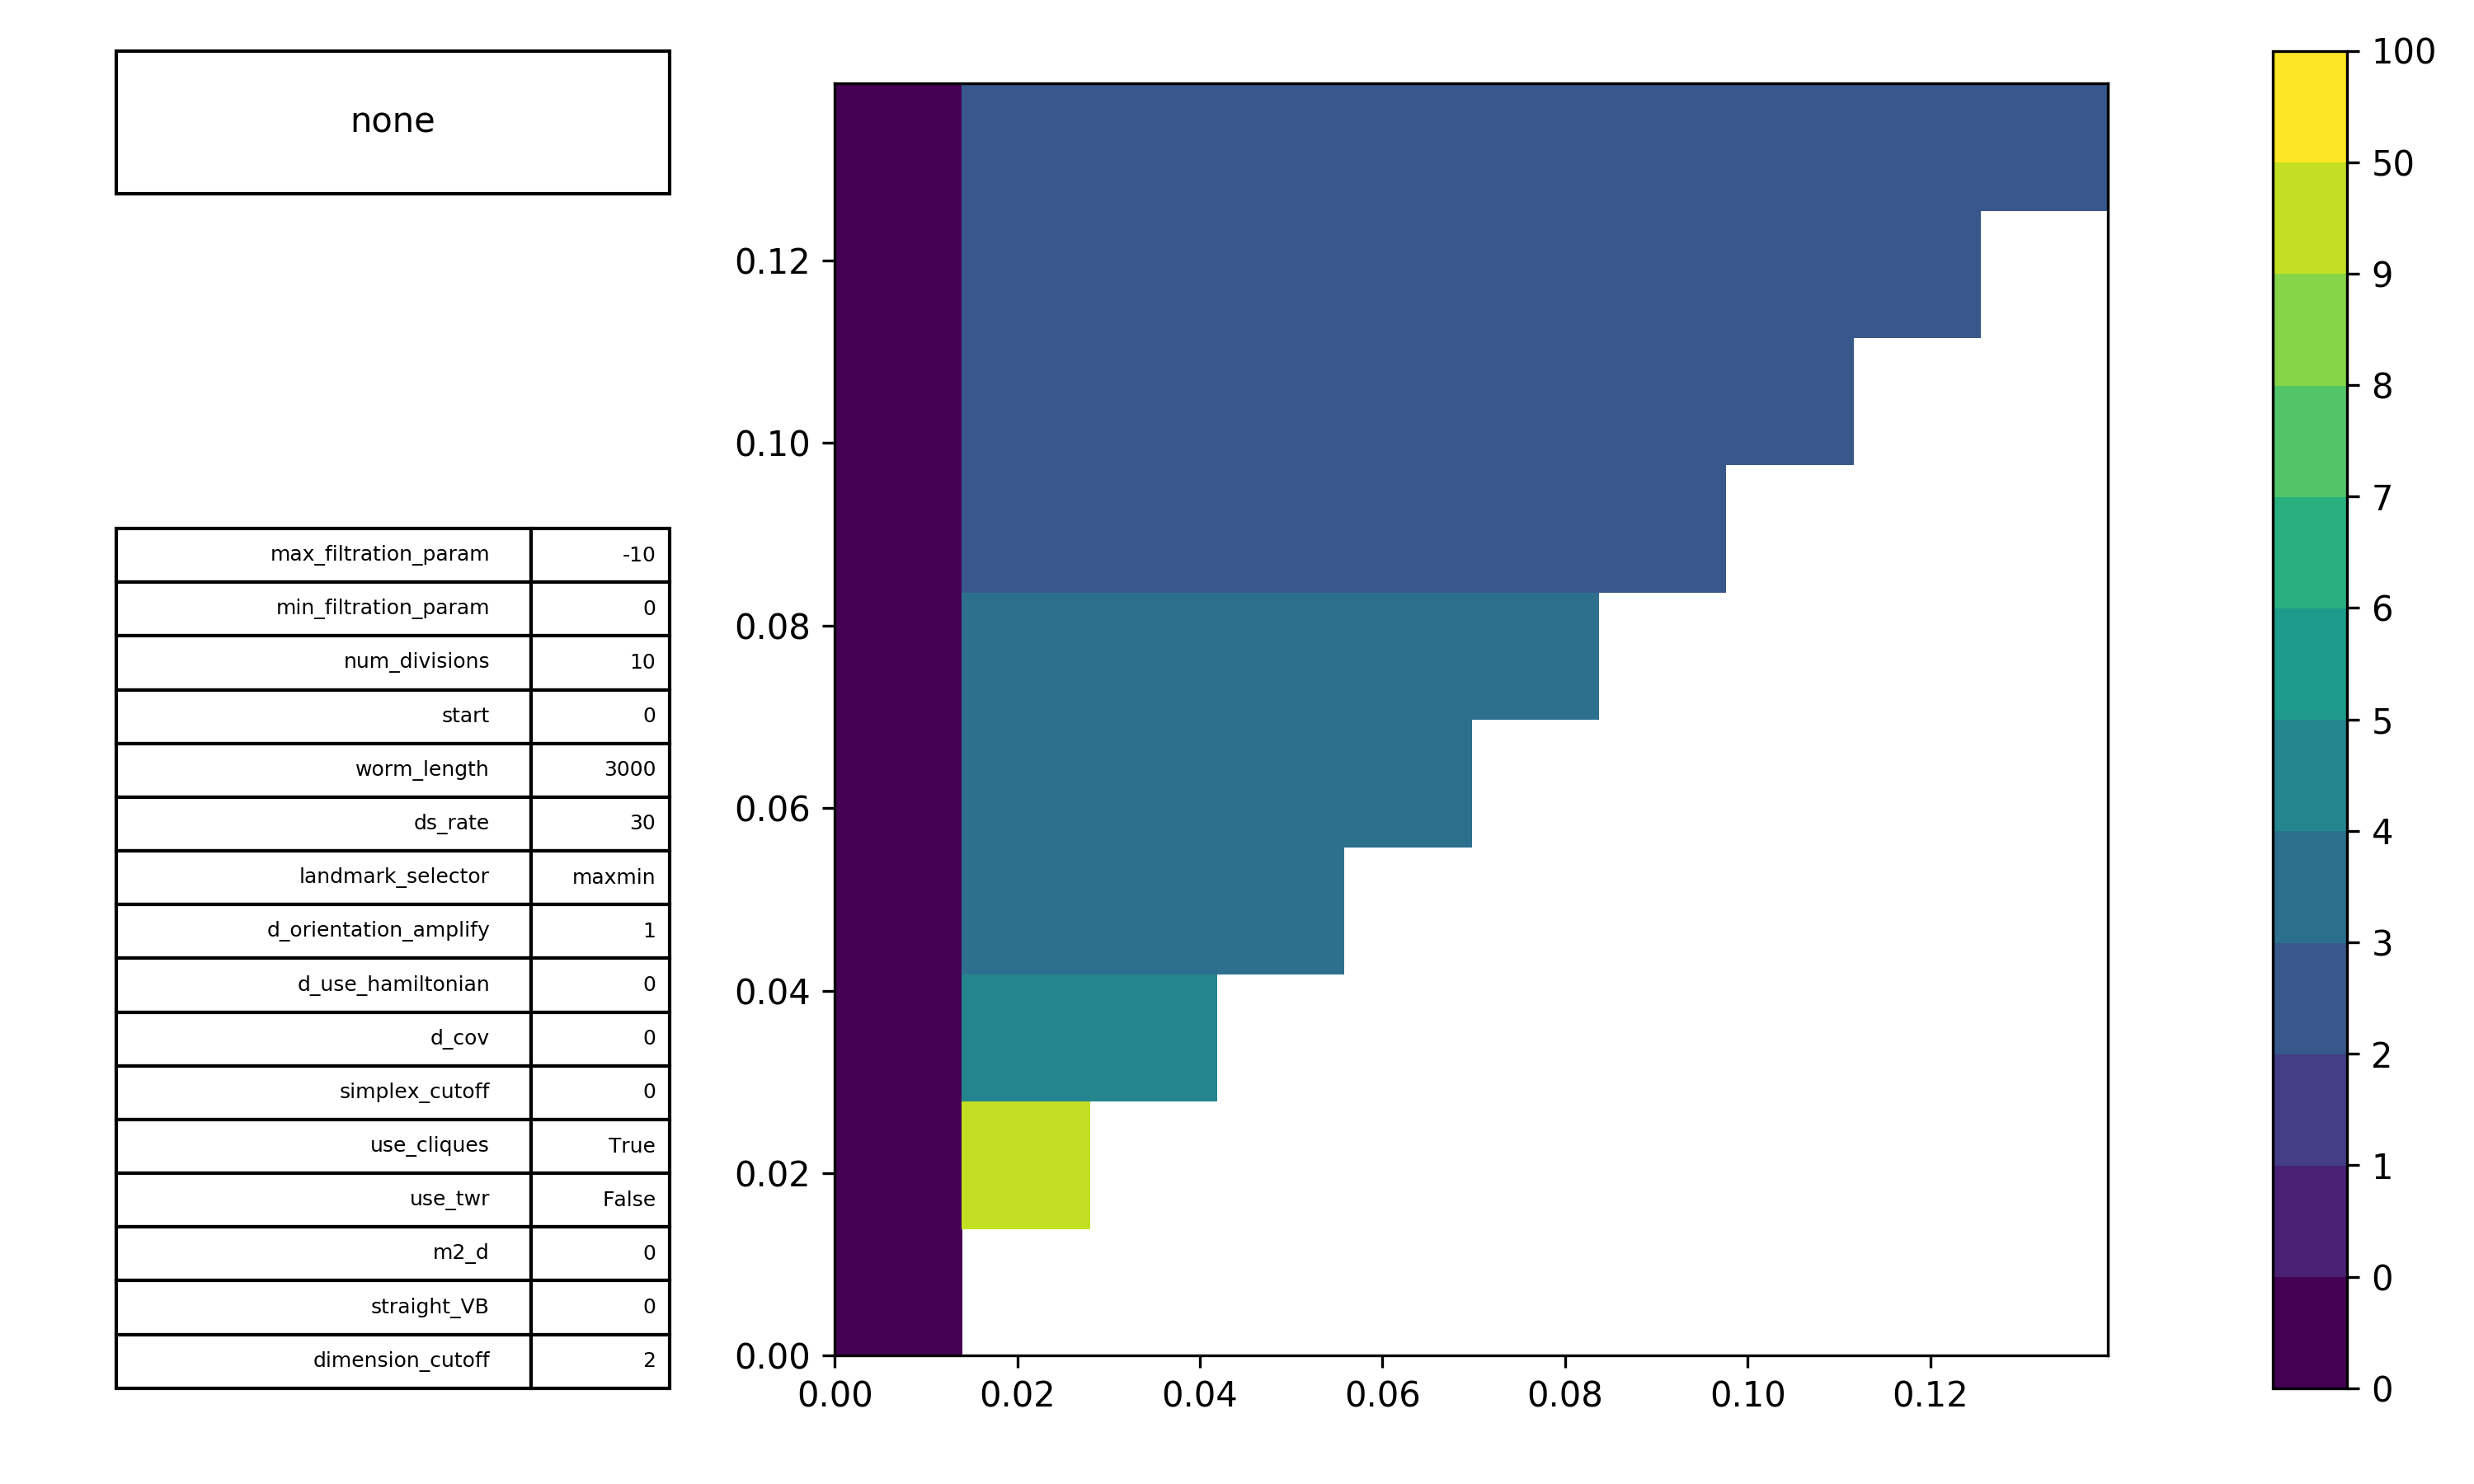 none
max_filtration_param -10
min_filtration_param 0
num_divisions 10
start 0
worm_length 3000
ds_rate 30
landmark_selector maxmin
d_orientation_amplify 1
d_use_hamiltonian 0
d_cov 0
simplex_cutoff 0
use_cliques True
use_twr False
m2_d 0
straight_VB 0
dimension_cutoff 2
0.12
0.10
0.08
0.06
0.04
0.02
0.00
0.00 0.02 0.04 0.06 0.08 0.10 0.12
100
50
9
8
7
6
5
4
3
2
1
0
0